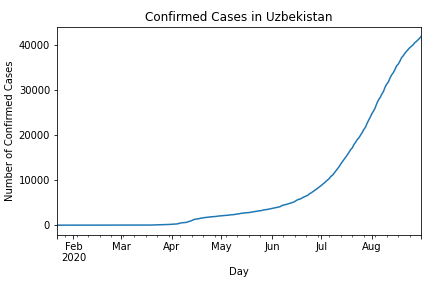 Confirmed Cases in Uzbekistan
Number of Confirmed Cases
40000
30000
20000
10000
0
Feb Mar Apr May Jun Jul Aug
2020
Day